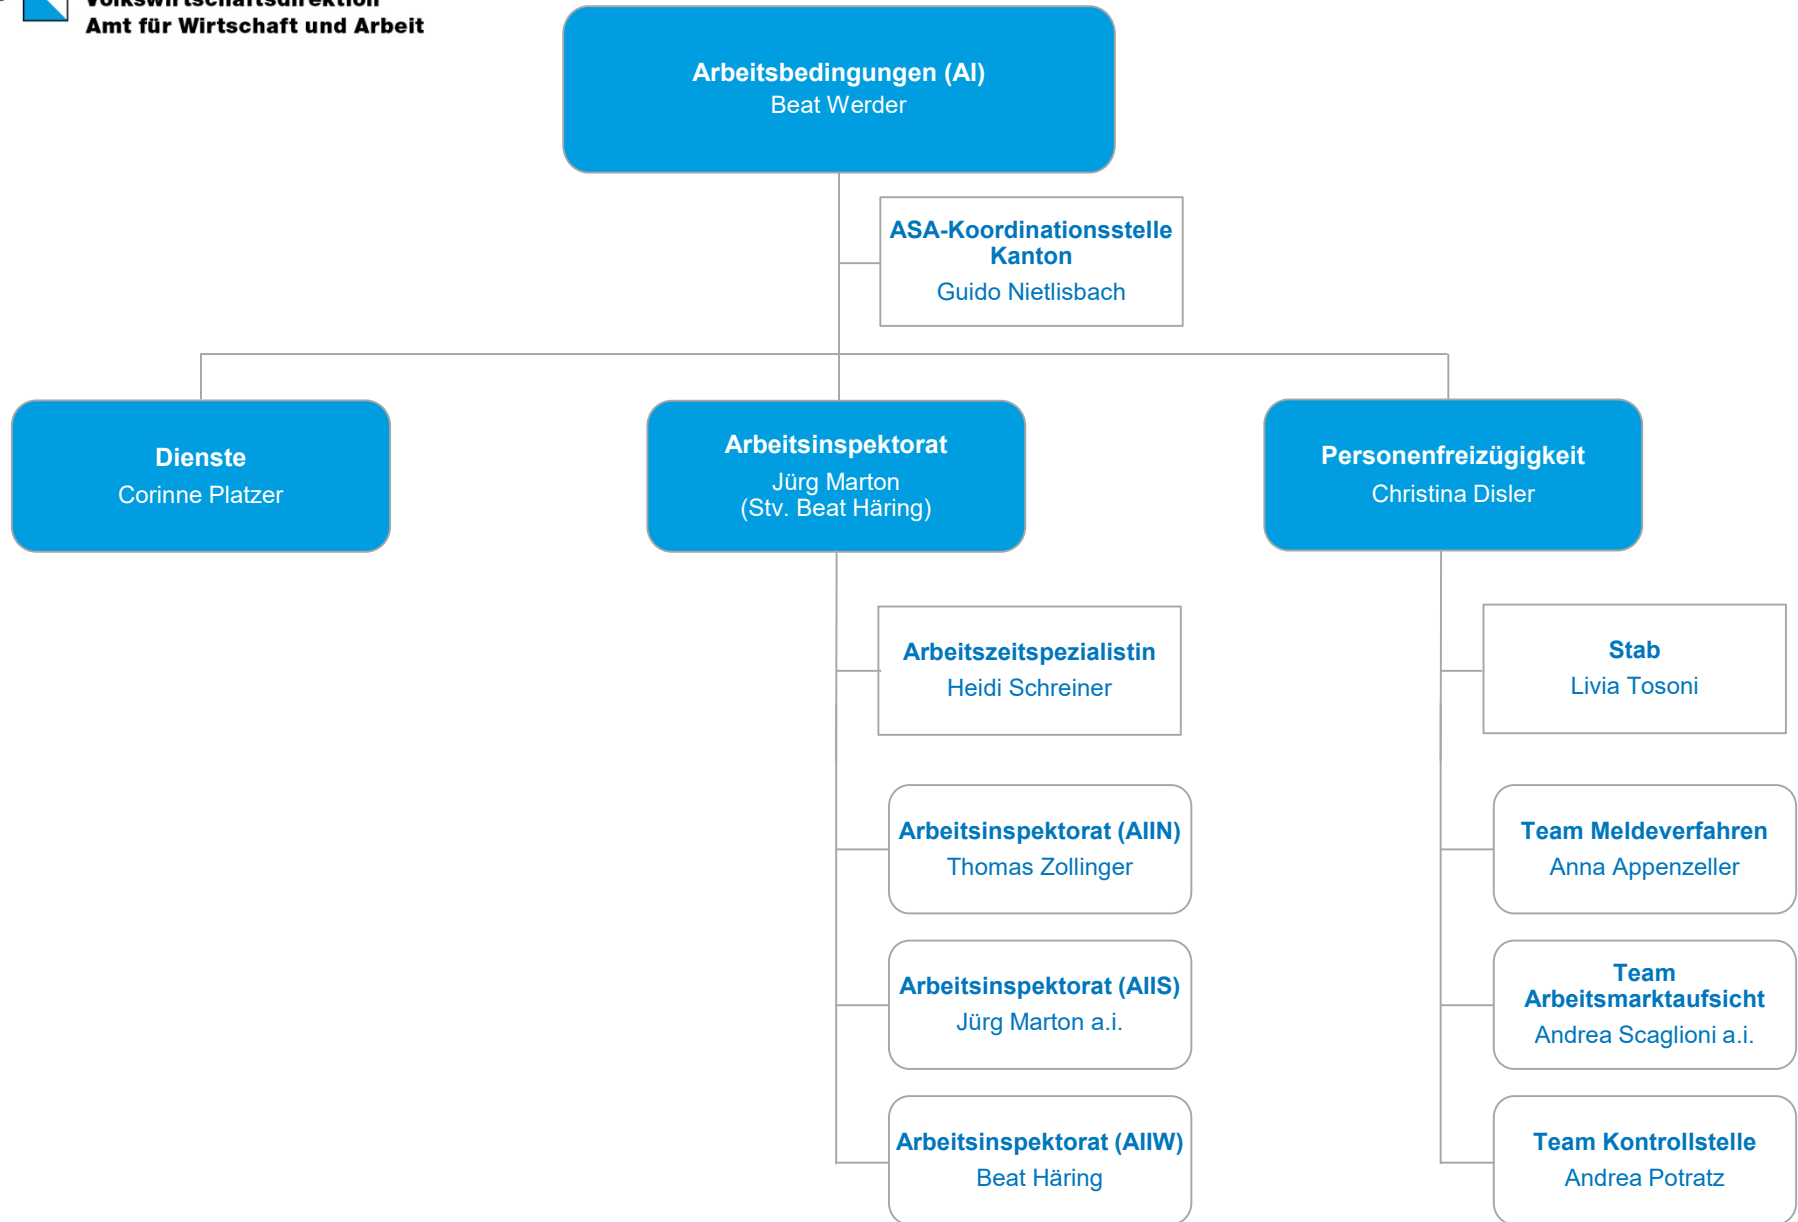 Volkswirtschaftsdirektion
Amt für Wirtschaft und Arbeit
Arbeitsbedingungen (AI)
Beat Werder
ASA-Koordinationsstelle
Kanton
Guido Nietlisbach
Dienste
Corinne Platzer
Arbeitsinspektorat
Jürg Marton
(Stv. Beat Häring)
Personenfreizügigkeit
Christina Disler
Arbeitszeitspezialistin
Heidi Schreiner
Arbeitsinspektorat (AIIN)
Thomas Zollinger
Arbeitsinspektorat (AIIS)
Jürg Marton a.i.
Arbeitsinspektorat (AIIW)
Beat Häring
Stab
Livia Tosoni
Team Meldeverfahren
Anna Appenzeller
Team
Arbeitsmarktaufsicht
Andrea Scaglioni a.i.
Team Kontrollstelle
Andrea Potratz